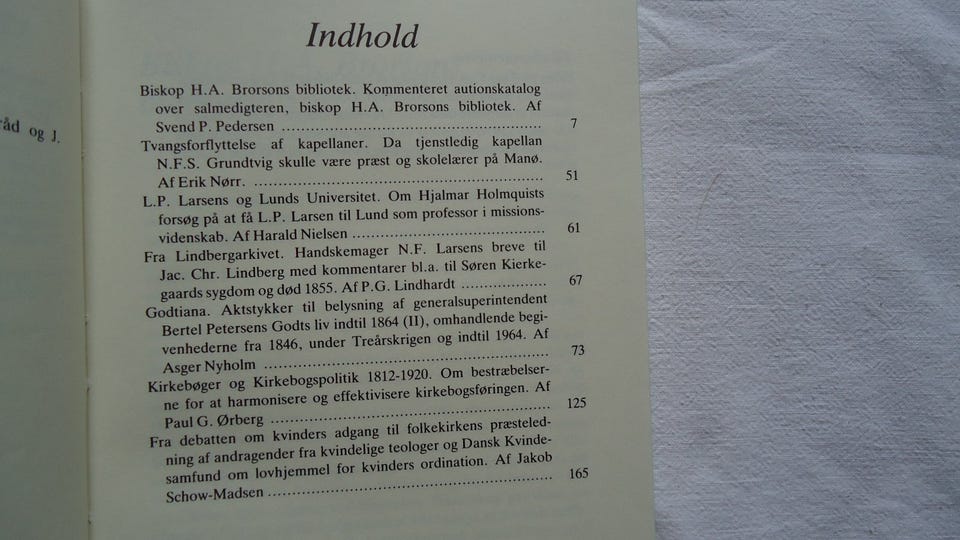 råd og J.
Indhold
Biskop H.A. Brorsons bibliotek. Kommenteret autionskatalog
over salmedigteren, biskop H.A. Brorsons bibliotek. Af
Svend P. Pedersen ........................................ 7
Tvangsforflyttelse af kapellaner. Da tjenstledig kapellan
N.F.S. Grundtvig skulle være præst og skolelærer på Manø.
Af Erik Nørr. ............................................ 51
L.P. Larsens og Lunds Universitet. Om Hjalmar Holmquists
forsøg på at få L.P. Larsen til Lund som professor i missions-
videnskab. Af Harald Nielsen ............................. 61
Fra Lindbergarkivet. Handskemager N.F. Larsens breve til
Jac. Chr. Lindberg med kommentarer bl.a. til Søren Kierke-
gaards sygdom og død 1855. Af P.G. Lindhardt ................. 67
Godtiana. Aktstykker til belysning af generalsuperintendent
Bertel Petersens Godts liv indtil 1864 (II), omhandlende begi-
venhederne fra 1846, under Treårskrigen og indtil 1964. Af
Asger Nyholm ............................................. 73
Kirkebøger og Kirkebogspolitik 1812-1920. Om bestræbelser-
ne for at harmonisere og effektivisere kirkebogsføringen. Af
Paul G. Ørberg ........................................... 125
Fra debatten om kvinders adgang til folkekirkens præsteled-
ning af andragender fra kvindelige teologer og Dansk Kvinde-
samfund om lovhjemmel for kvinders ordination. Af Jakob
Schow-Madsen ............................................. 165